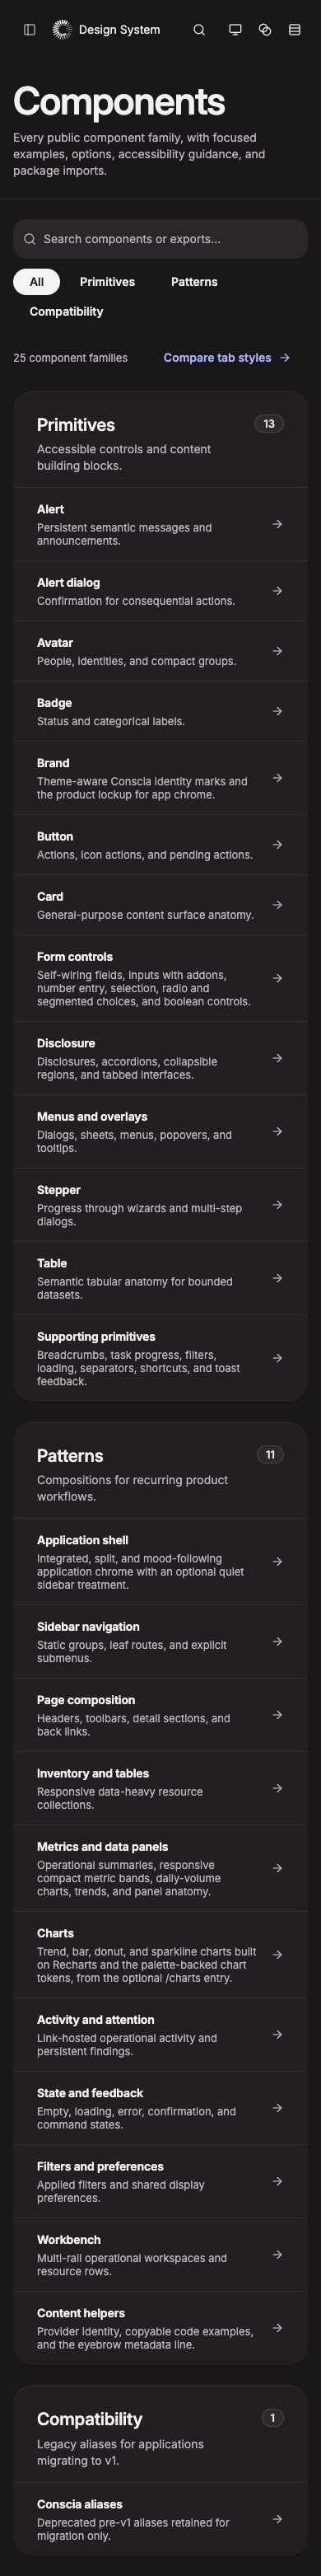 Design System
Components
Every public component family, with focused
examples, options, accessibility guidance, and
package imports.
Search components or exports...
All
Primitives
Patterns
Compatibility
25 component families
Compare tab styles
Primitives
13
Accessible controls and content
building blocks.
Alert
Persistent semantic messages and
announcements.
Alert dialog
Confirmation for consequential actions.
Avatar
People, identities, and compact groups.
Badge
Status and categorical labels.
Brand
Theme-aware Conscia identity marks and
the product lockup for app chrome.
Button
Actions, icon actions, and pending actions.
Card
General-purpose content surface anatomy.
Form controls
Self-wiring fields, inputs with addons,
number entry, selection, radio and
segmented choices, and boolean controls.
Disclosure
Disclosures, accordions, collapsible
regions, and tabbed interfaces.
Menus and overlays
Dialogs, sheets, menus, popovers, and
tooltips.
Stepper
Progress through wizards and multi-step
dialogs.
Table
Semantic tabular anatomy for bounded
datasets.
Supporting primitives
Breadcrumbs, task progress, filters,
loading, separators, shortcuts, and toast
feedback.
Patterns
11
Compositions for recurring product
workflows.
Application shell
Integrated, split, and mood-following
application chrome with an optional quiet
sidebar treatment.
Sidebar navigation
Static groups, leaf routes, and explicit
submenus.
Page composition
Headers, toolbars, detail sections, and
back links.
Inventory and tables
Responsive data-heavy resource
collections.
Metrics and data panels
Operational summaries, responsive
compact metric bands, daily-volume
charts, trends, and panel anatomy.
Charts
Trend, bar, donut, and sparkline charts built
on Recharts and the palette-backed chart
tokens, from the optional /charts entry.
Activity and attention
Link-hosted operational activity and
persistent findings.
State and feedback
Empty, loading, error, confirmation, and
command states.
Filters and preferences
Applied filters and shared display
preferences.
Workbench
Multi-rail operational workspaces and
resource rows.
Content helpers
Provider identity, copyable code examples,
and the eyebrow metadata line.
Compatibility
1
Legacy aliases for applications
migrating to v1.
Conscia aliases
Deprecated pre-v1 aliases retained for
migration only.